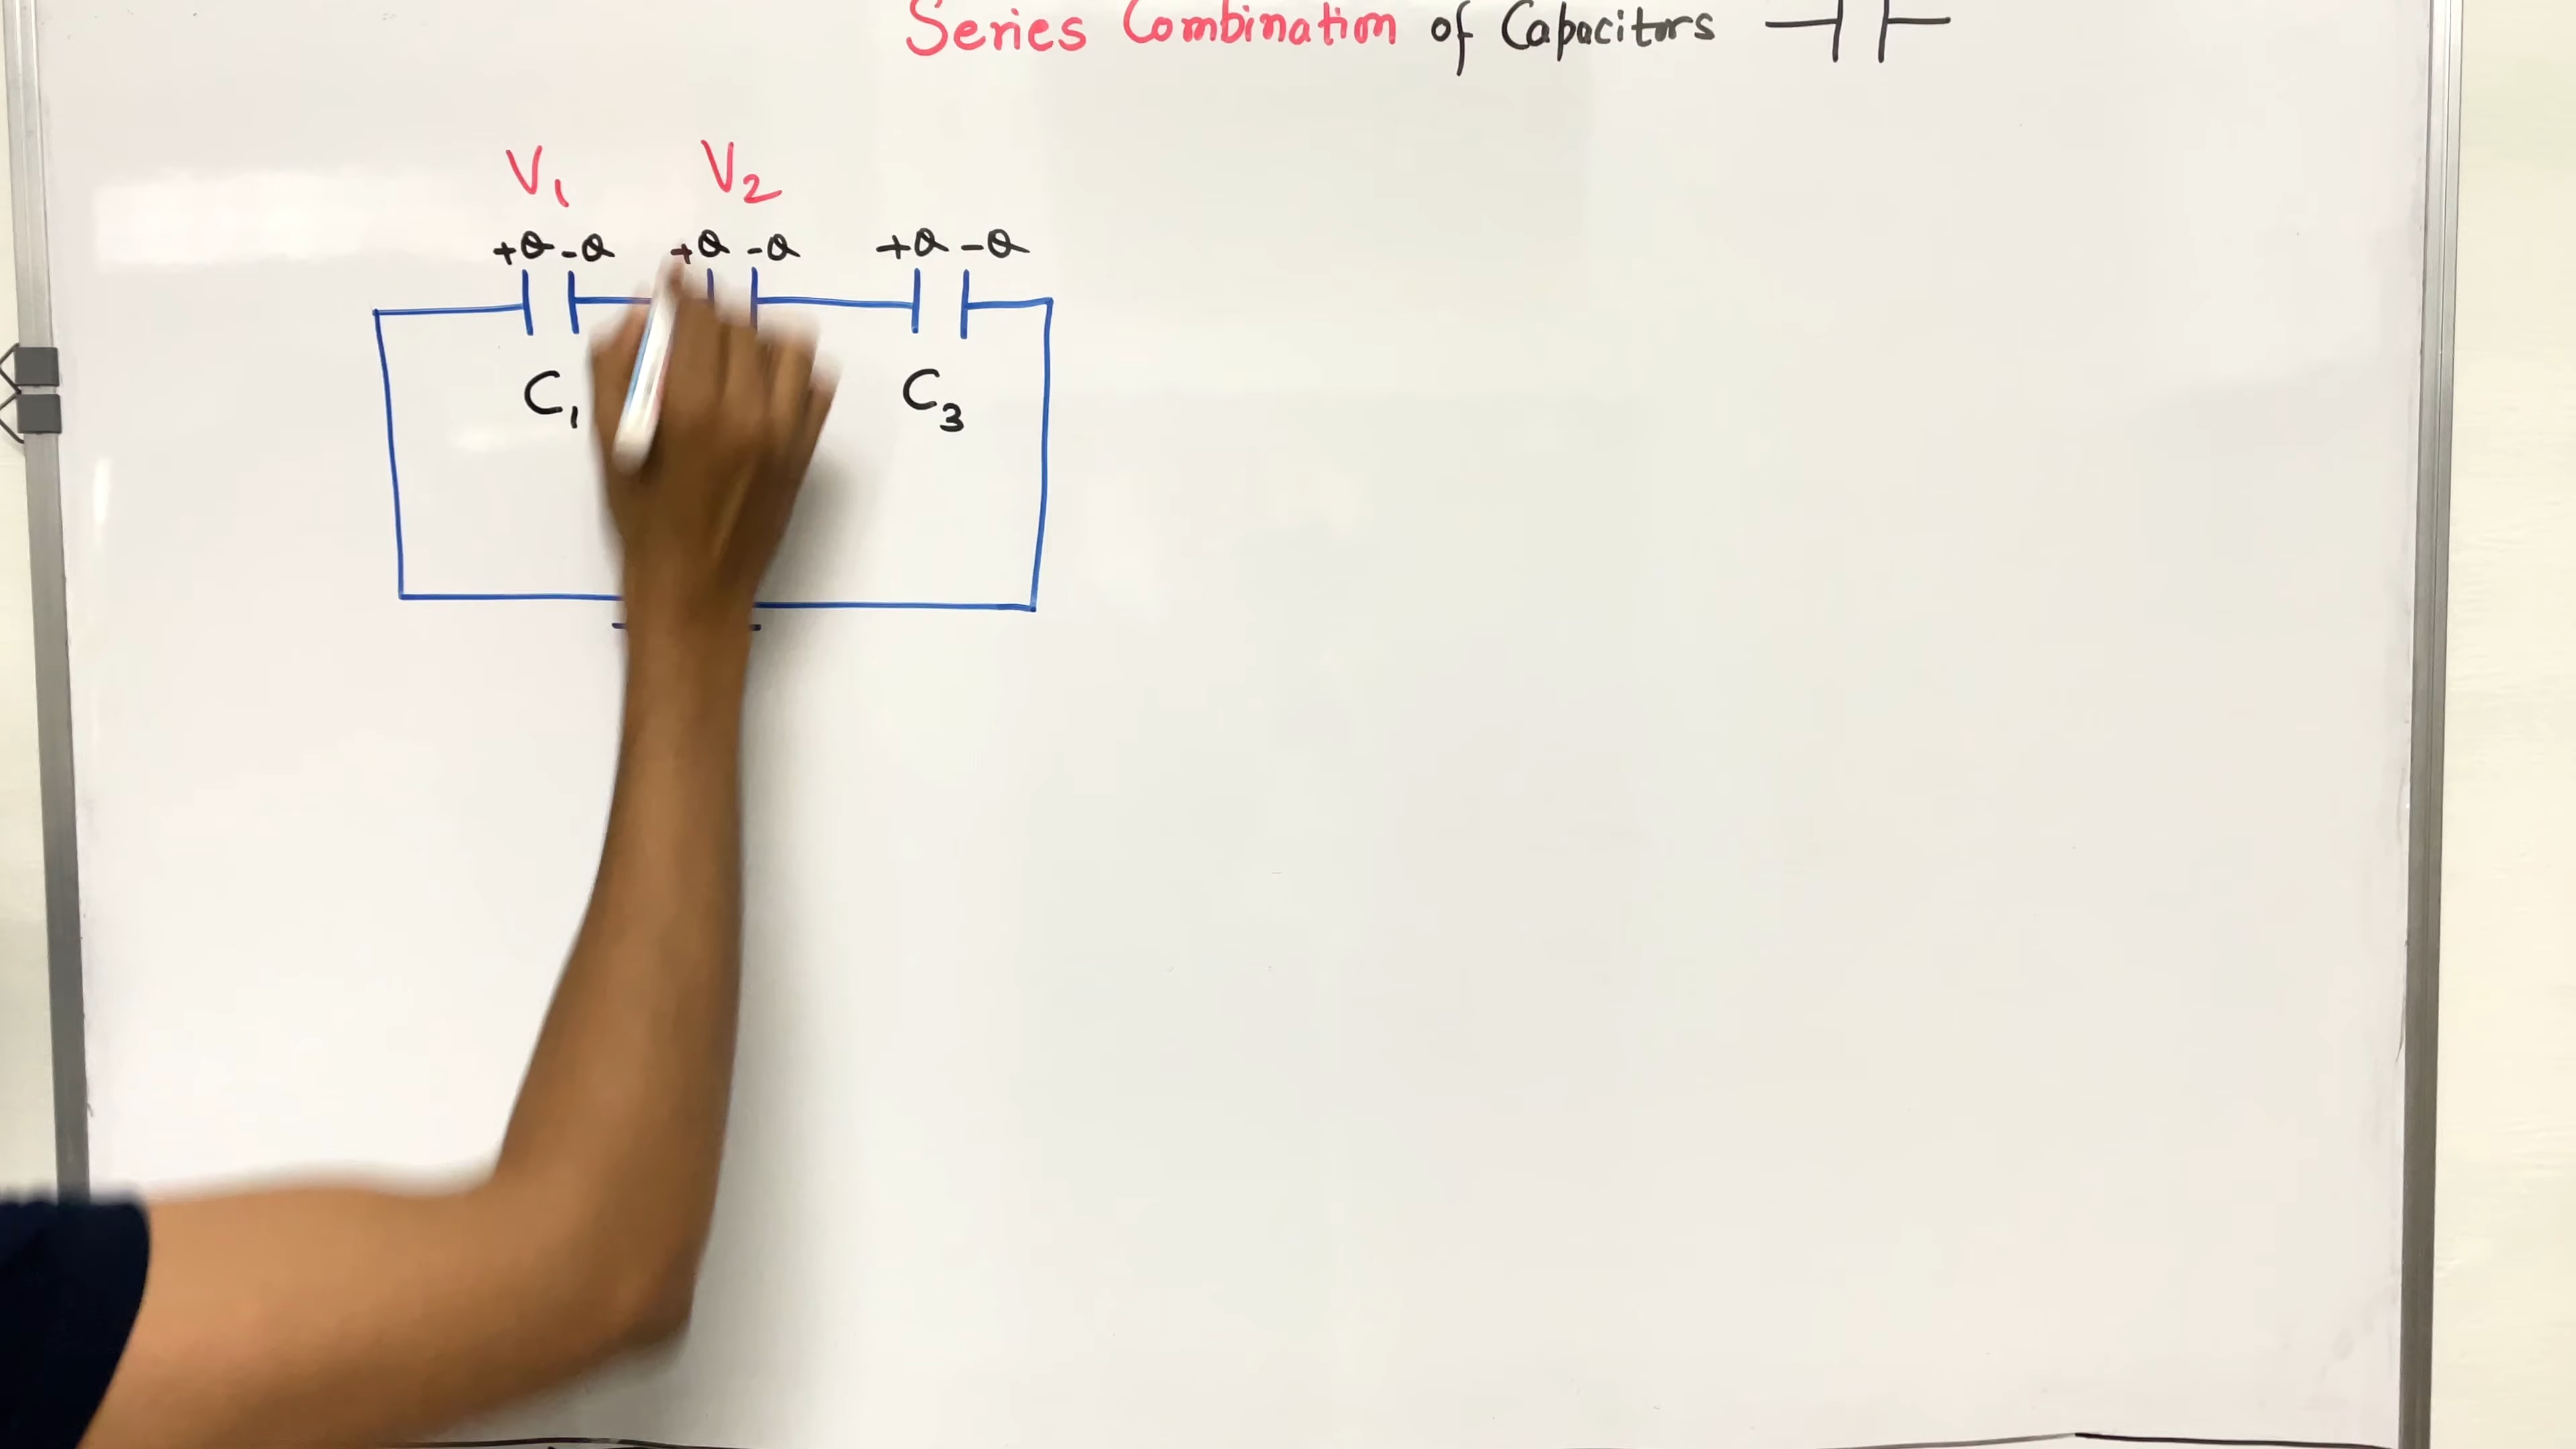 Series Combination of Capacitors
V₁ V₂
+Q -Q +Q -Q +Q -Q
C₁ C₃